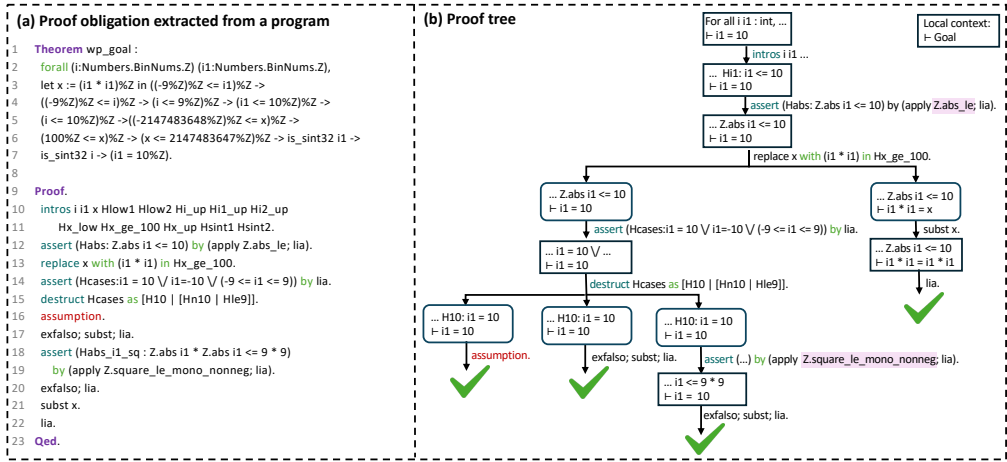 (a) Proof obligation extracted from a program
1 Theorem wp_goal :
2 forall (i:Numbers.BinNums.Z) (i1:Numbers.BinNums.Z),
3 let x := (i1 * i1)%Z in ((-9%Z)%Z <= i1)%Z ->
4 ((-9%Z)%Z <= i)%Z -> (i <= 9%Z)%Z -> (i1 <= 10%Z)%Z ->
5 (i <= 10%Z)%Z ->((-2147483648%Z)%Z <= x)%Z ->
6 (100%Z <= x)%Z -> (x <= 2147483647%Z)%Z -> is_sint32 i1 ->
7 is_sint32 i -> (i1 = 10%Z)%Z.
8
9 Proof.
10 intros i i1 x Hlow1 Hlow2 Hi_up Hi1_up Hi2_up
11 Hx_low Hx_ge_100 Hx_up Hsint1 Hsint2.
12 assert (Habs: Z.abs i1 <= 10) by (apply Z.abs_le; lia).
13 replace x with (i1 * i1) in Hx_ge_100.
14 assert (Hcases:i1 = 10 \/ i1=-10 \/ (-9 <= i1 <= 9)) by lia.
15 destruct Hcases as [H10 | [Hn10 | Hle9]].
16 assumption.
17 exfalso; subst; lia.
18 assert (Habs_i1_sq : Z.abs i1 * Z.abs i1 <= 9 * 9)
19 by (apply Z.square_le_mono_nonneg; lia).
20 exfalso; lia.
21 subst x.
22 lia.
23 Qed.
(b) Proof tree
For all i i1 : int, ...
⊢ i1 = 10
Local context:
⊢ Goal
intros i i1 ...
... Hi1: i1 <= 10
⊢ i1 = 10
assert (Habs: Z.abs i1 <= 10) by (apply Z.abs_le; lia).
... Z.abs i1 <= 10
⊢ i1 = 10
replace x with (i1 * i1) in Hx_ge_100.
... Z.abs i1 <= 10
⊢ i1 = 10
... Z.abs i1 <= 10
⊢ i1 * i1 = x
assert (Hcases:i1 = 10 \/ i1=-10 \/ (-9 <= i1 <= 9)) by lia.
subst x.
... i1 = 10 \/ ...
⊢ i1 = 10
... Z.abs i1 <= 10
⊢ i1 * i1 = i1 * i1
destruct Hcases as [H10 | [Hn10 | Hle9]].
lia.
... H10: i1 = 10
⊢ i1 = 10
... H10: i1 = 10
⊢ i1 = 10
... H10: i1 = 10
⊢ i1 = 10
assumption.
exfalso; subst; lia.
assert (...) by (apply Z.square_le_mono_nonneg; lia).
... i1 <= 9 * 9
⊢ i1 = 10
exfalso; subst; lia.